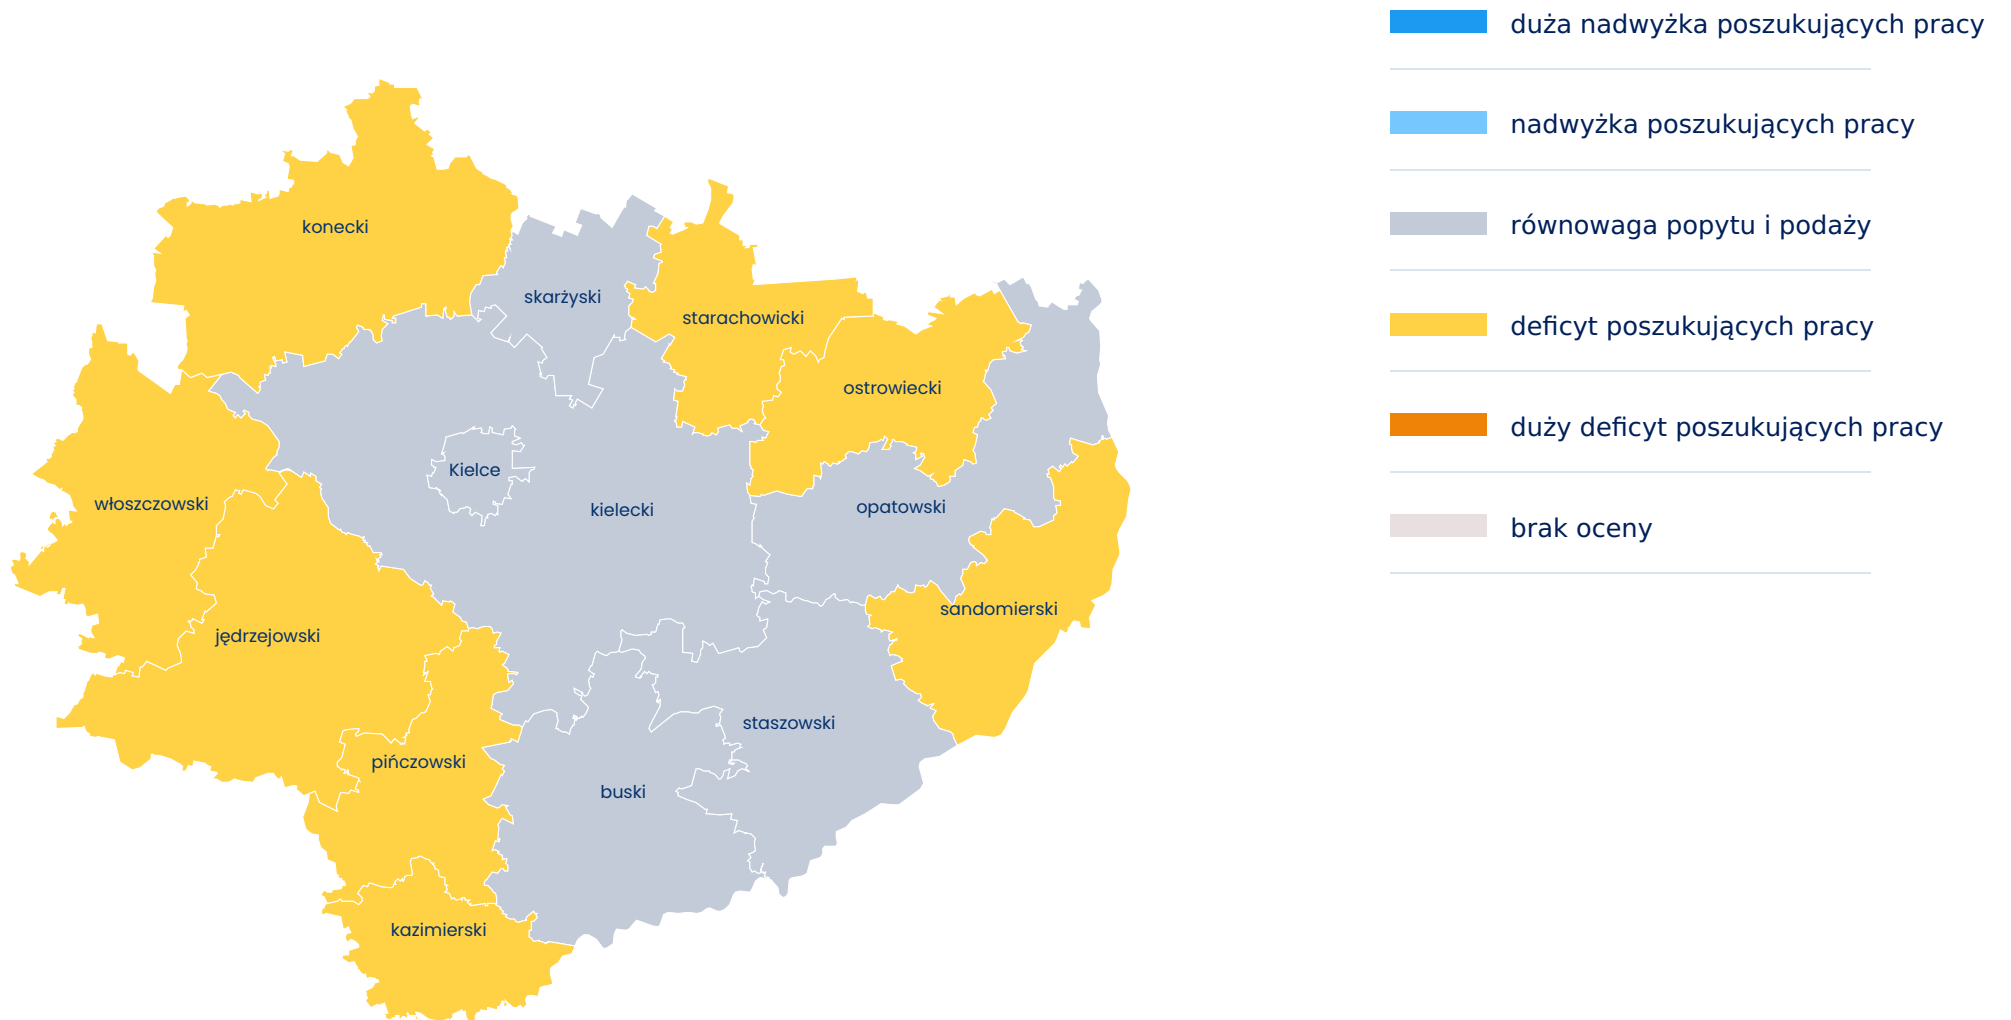 duża nadwyżka poszukujących pracy
nadwyżka poszukujących pracy
równowaga popytu i podaży
deficyt poszukujących pracy
duży deficyt poszukujących pracy
brak oceny
konecki
skarżyski
starachowicki
ostrowiecki
Kielce
włoszczowski
kielecki
opatowski
sandomierski
jędrzejowski
staszowski
pińczowski
buski
kazimierski